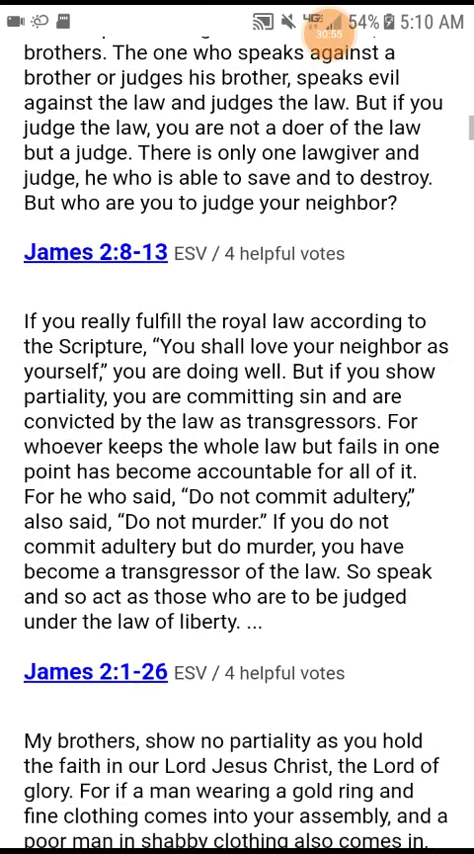 4G 54% 5:10 AM
30:55
brothers. The one who speaks against a
brother or judges his brother, speaks evil
against the law and judges the law. But if you
judge the law, you are not a doer of the law
but a judge. There is only one lawgiver and
judge, he who is able to save and to destroy.
But who are you to judge your neighbor?
James 2:8-13 ESV / 4 helpful votes
If you really fulfill the royal law according to
the Scripture, “You shall love your neighbor as
yourself,” you are doing well. But if you show
partiality, you are committing sin and are
convicted by the law as transgressors. For
whoever keeps the whole law but fails in one
point has become accountable for all of it.
For he who said, “Do not commit adultery,”
also said, “Do not murder.” If you do not
commit adultery but do murder, you have
become a transgressor of the law. So speak
and so act as those who are to be judged
under the law of liberty. ...
James 2:1-26 ESV / 4 helpful votes
My brothers, show no partiality as you hold
the faith in our Lord Jesus Christ, the Lord of
glory. For if a man wearing a gold ring and
fine clothing comes into your assembly, and a
poor man in shabby clothing also comes in,